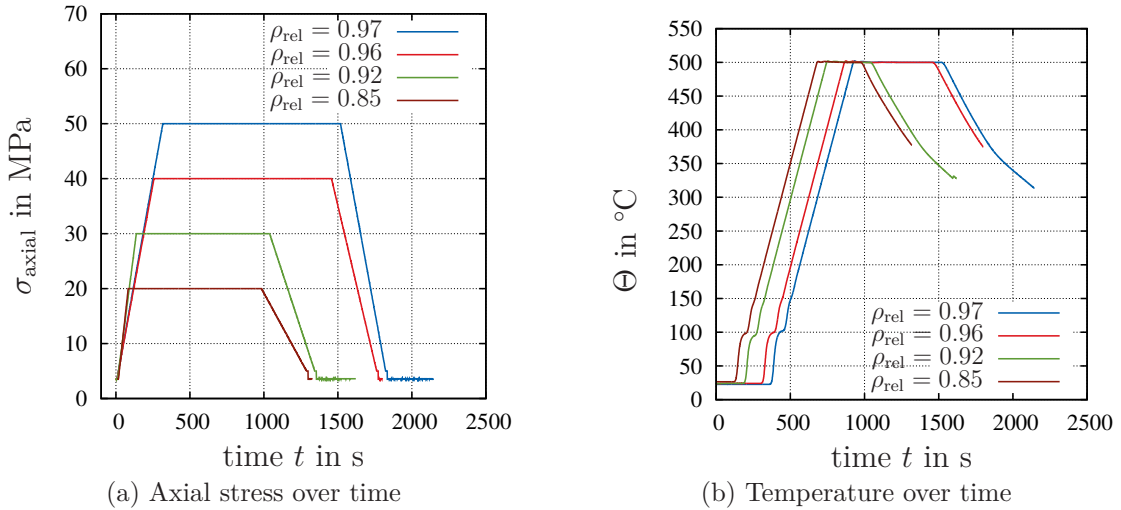 70
60
50
40
30
20
10
0
0 500 1000 1500 2000 2500
σaxial in MPa
time t in s
ρrel = 0.97
ρrel = 0.96
ρrel = 0.92
ρrel = 0.85
(a) Axial stress over time
550
500
450
400
350
300
250
200
150
100
50
0
0 500 1000 1500 2000 2500
Θ in °C
time t in s
ρrel = 0.97
ρrel = 0.96
ρrel = 0.92
ρrel = 0.85
(b) Temperature over time